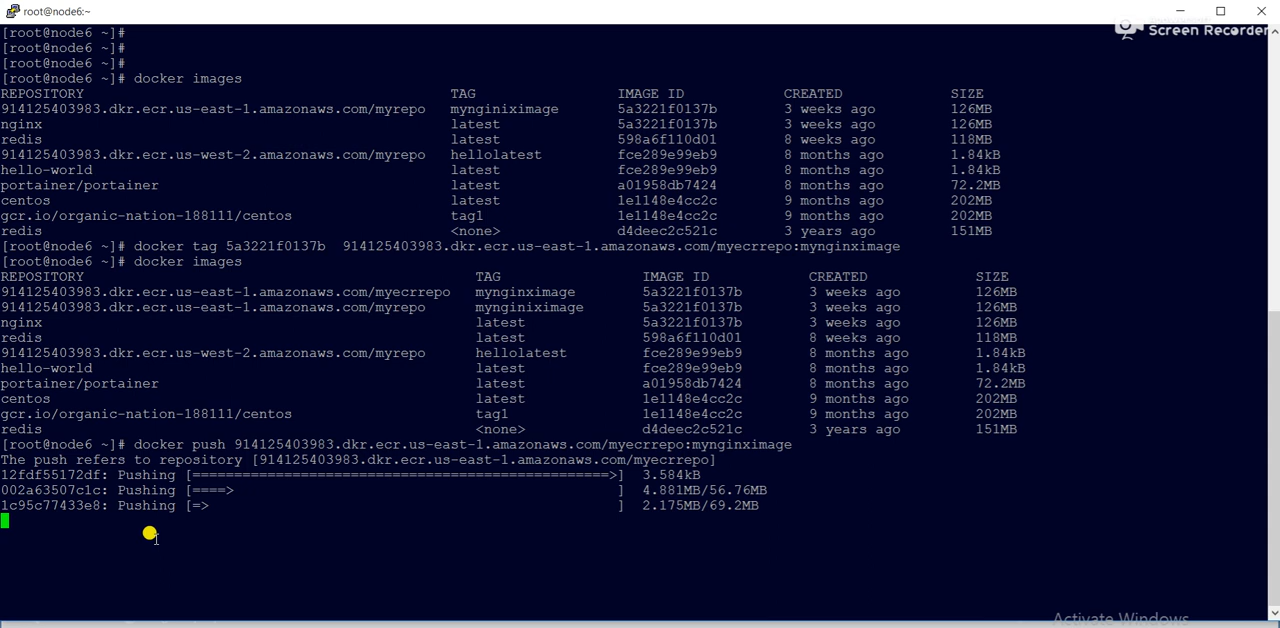 root@node6:~
Screen Recorder
[root@node6 ~]#
[root@node6 ~]#
[root@node6 ~]#
[root@node6 ~]# docker images
REPOSITORY TAG IMAGE ID CREATED SIZE
914125403983.dkr.ecr.us-east-1.amazonaws.com/myrepo mynginiximage 5a3221f0137b 3 weeks ago 126MB
nginx latest 5a3221f0137b 3 weeks ago 126MB
redis latest 598a6f110d01 8 weeks ago 118MB
914125403983.dkr.ecr.us-west-2.amazonaws.com/myrepo hellolatest fce289e99eb9 8 months ago 1.84kB
hello-world latest fce289e99eb9 8 months ago 1.84kB
portainer/portainer latest a01958db7424 8 months ago 72.2MB
centos latest 1e1148e4cc2c 9 months ago 202MB
gcr.io/organic-nation-188111/centos tag1 1e1148e4cc2c 9 months ago 202MB
redis <none> d4deec2c521c 3 years ago 151MB
[root@node6 ~]# docker tag 5a3221f0137b 914125403983.dkr.ecr.us-east-1.amazonaws.com/myecrrepo:mynginximage
[root@node6 ~]# docker images
REPOSITORY TAG IMAGE ID CREATED SIZE
914125403983.dkr.ecr.us-east-1.amazonaws.com/myecrrepo mynginximage 5a3221f0137b 3 weeks ago 126MB
914125403983.dkr.ecr.us-east-1.amazonaws.com/myrepo mynginiximage 5a3221f0137b 3 weeks ago 126MB
nginx latest 5a3221f0137b 3 weeks ago 126MB
redis latest 598a6f110d01 8 weeks ago 118MB
914125403983.dkr.ecr.us-west-2.amazonaws.com/myrepo hellolatest fce289e99eb9 8 months ago 1.84kB
hello-world latest fce289e99eb9 8 months ago 1.84kB
portainer/portainer latest a01958db7424 8 months ago 72.2MB
centos latest 1e1148e4cc2c 9 months ago 202MB
gcr.io/organic-nation-188111/centos tag1 1e1148e4cc2c 9 months ago 202MB
redis <none> d4deec2c521c 3 years ago 151MB
[root@node6 ~]# docker push 914125403983.dkr.ecr.us-east-1.amazonaws.com/myecrrepo:mynginximage
The push refers to repository [914125403983.dkr.ecr.us-east-1.amazonaws.com/myecrrepo]
12fdf55172df: Pushing [==================================================>] 3.584kB
002a63507c1c: Pushing [====> ] 4.881MB/56.76MB
1c95c77433e8: Pushing [=> ] 2.175MB/69.2MB
Activate Windows